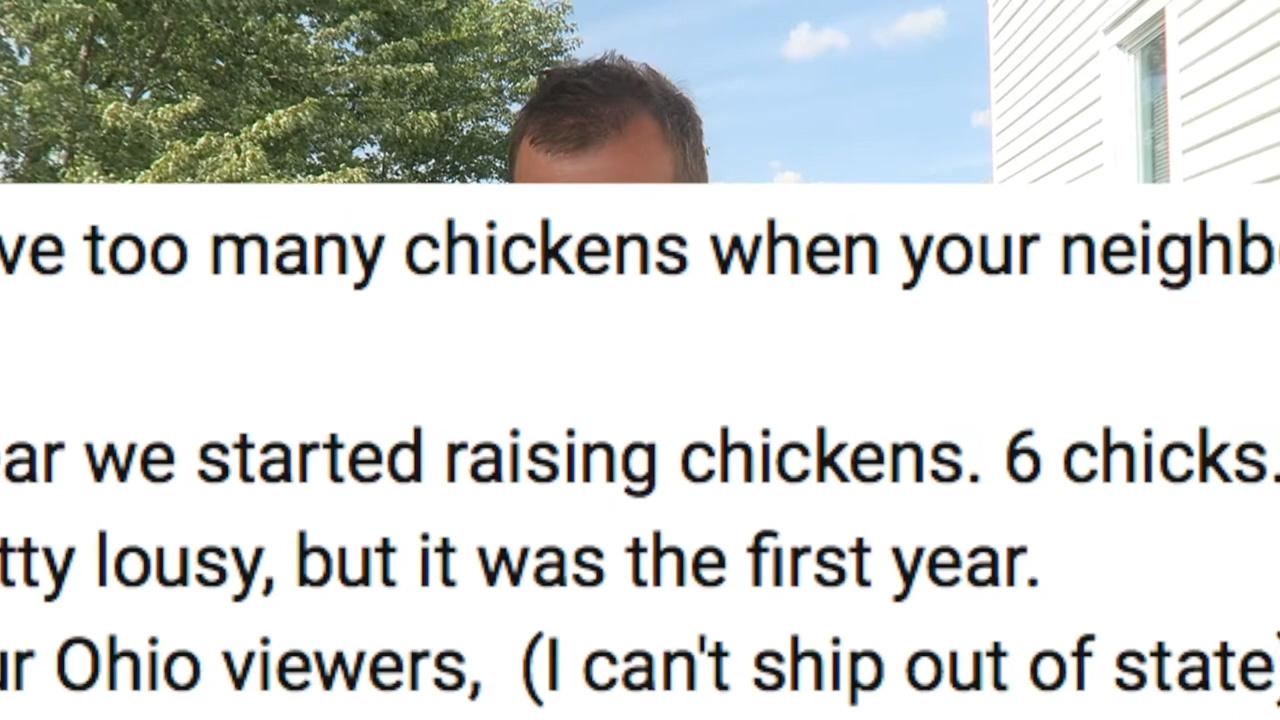 ve too many chickens when your neighb
ar we started raising chickens. 6 chicks.
tty lousy, but it was the first year.
ur Ohio viewers, (I can't ship out of state)